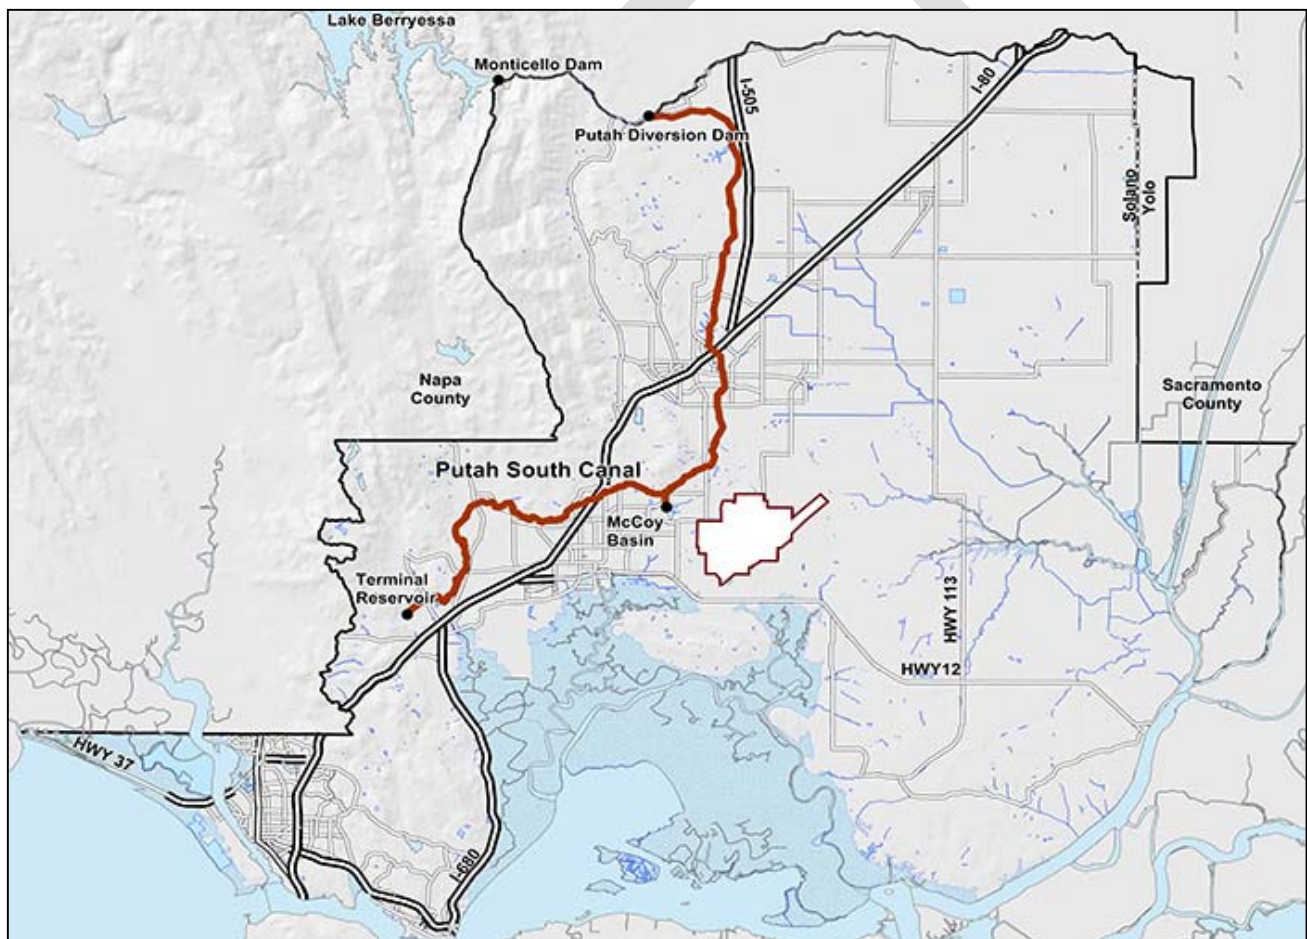 Lake Berryessa
Monticello Dam
I-505
I-80
Putah Diversion Dam
Solano
Yolo
Napa
County
Sacramento
County
Putah South Canal
McCoy
Basin
Terminal
Reservoir
HWY 113
HWY12
HWY 37
I-680